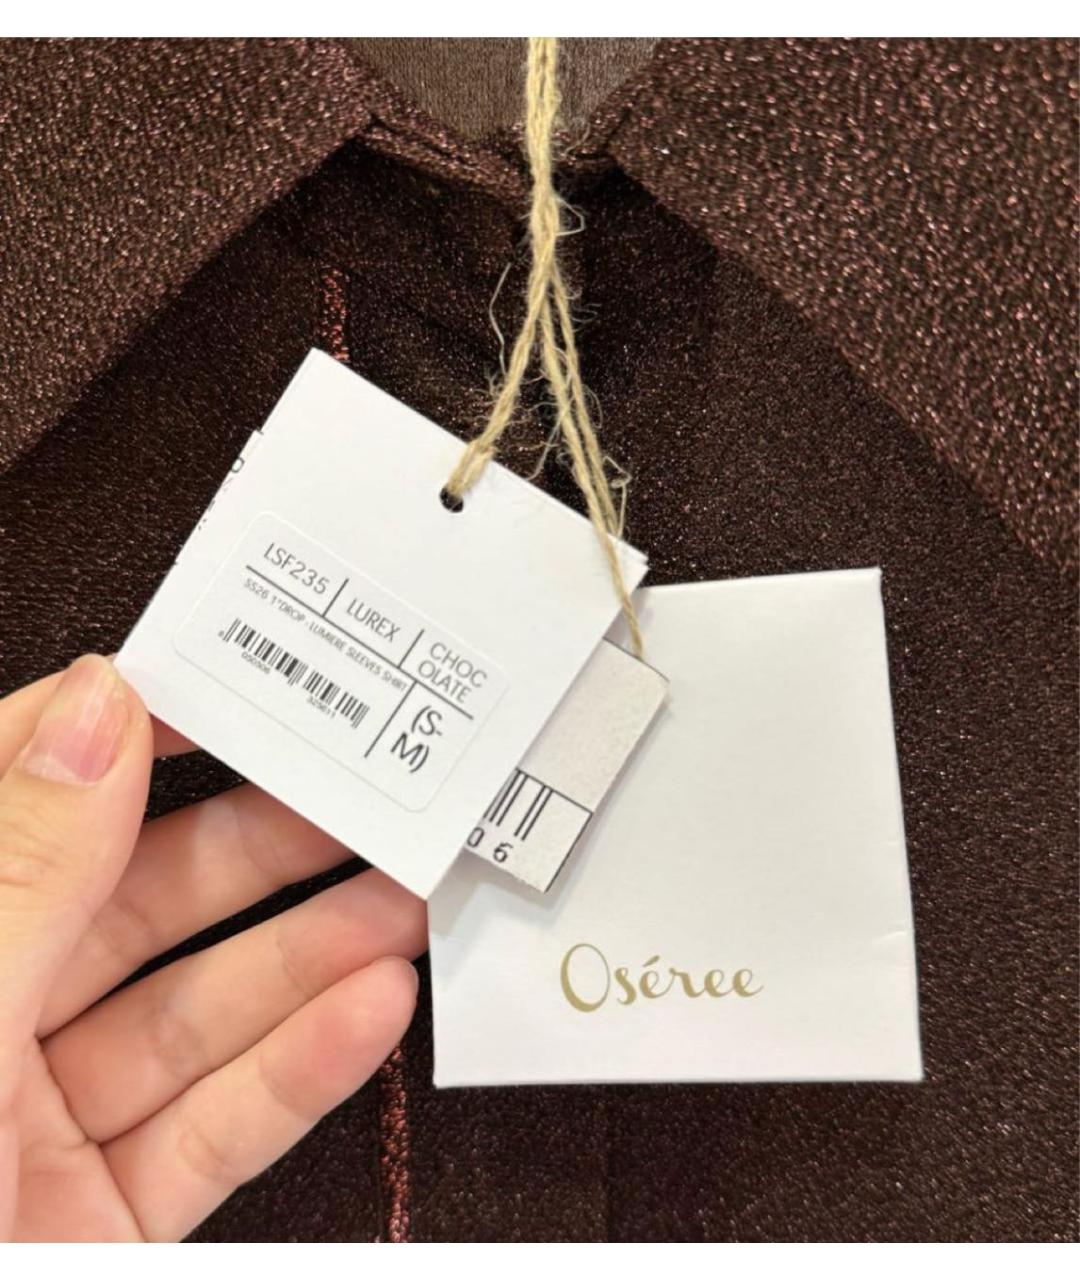 LSF235
LUREX
CHOC
OLATE
SS26 1°DROP - LUMIERE SLEEVES SHIRT
(S-
M)
0 6
Oséree